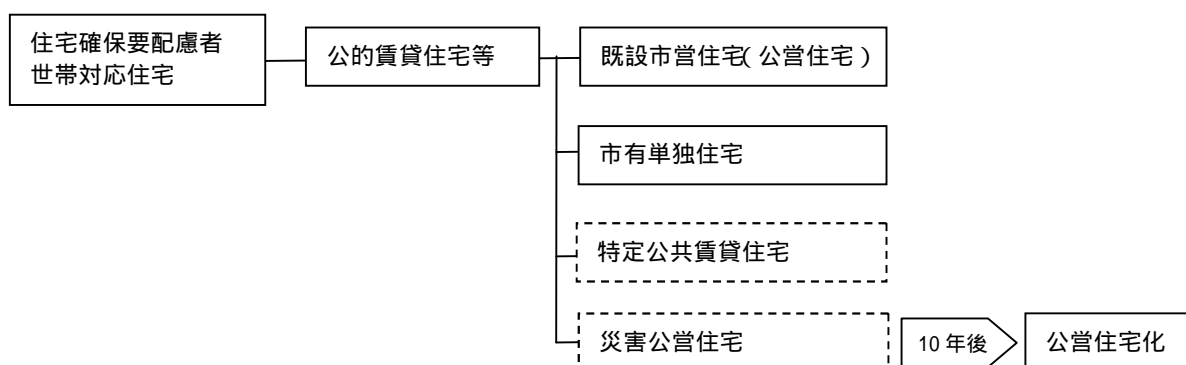 住宅確保要配慮者
世帯対応住宅
公的賃貸住宅等
既設市営住宅（公営住宅）
市有単独住宅
特定公共賃貸住宅
災害公営住宅
10年後
公営住宅化